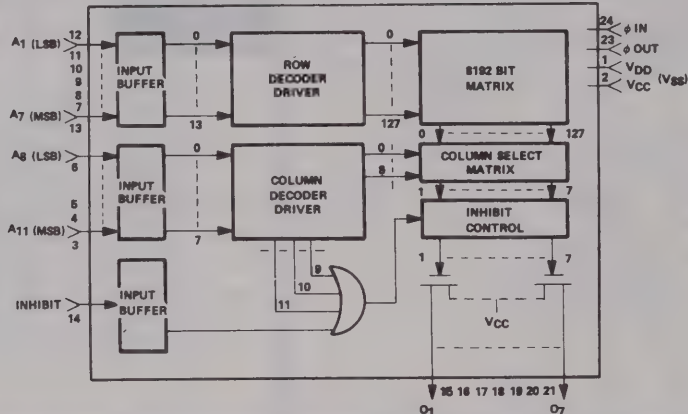 A1 (LSB)
12
11
10
9
8
7
A7 (MSB)
13
INPUT
BUFFER
0
13
ROW
DECODER
DRIVER
0
127
8192 BIT
MATRIX
24
φ IN
23
φ OUT
1
VDD
2
VCC (VSS)
0
127
A8 (LSB)
6
5
4
A11 (MSB)
3
INPUT
BUFFER
0
7
COLUMN
DECODER
DRIVER
0
8
COLUMN SELECT
MATRIX
1
7
INHIBIT
CONTROL
9
10
11
1
7
INHIBIT
14
INPUT
BUFFER
VCC
15 16 17 18 19 20 21
O1
O7